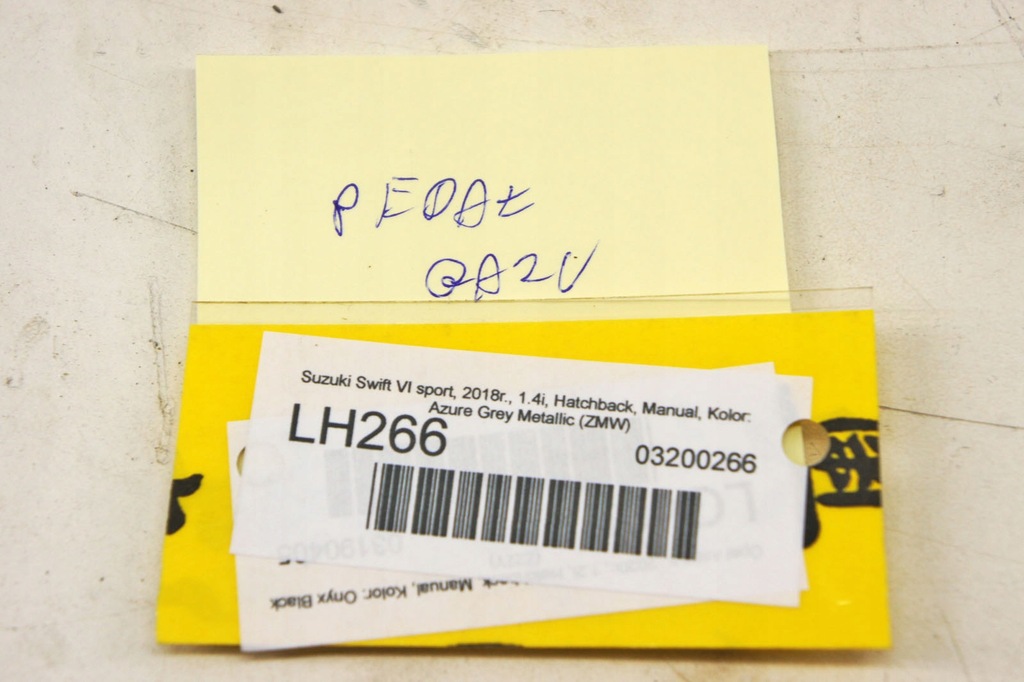 PEDAŁ
GAZU
Suzuki Swift VI sport, 2018r., 1.4i, Hatchback, Manual, Kolor:
Azure Grey Metallic (ZMW)
LH266
03200266
Manual, Kolor: Onyx Black